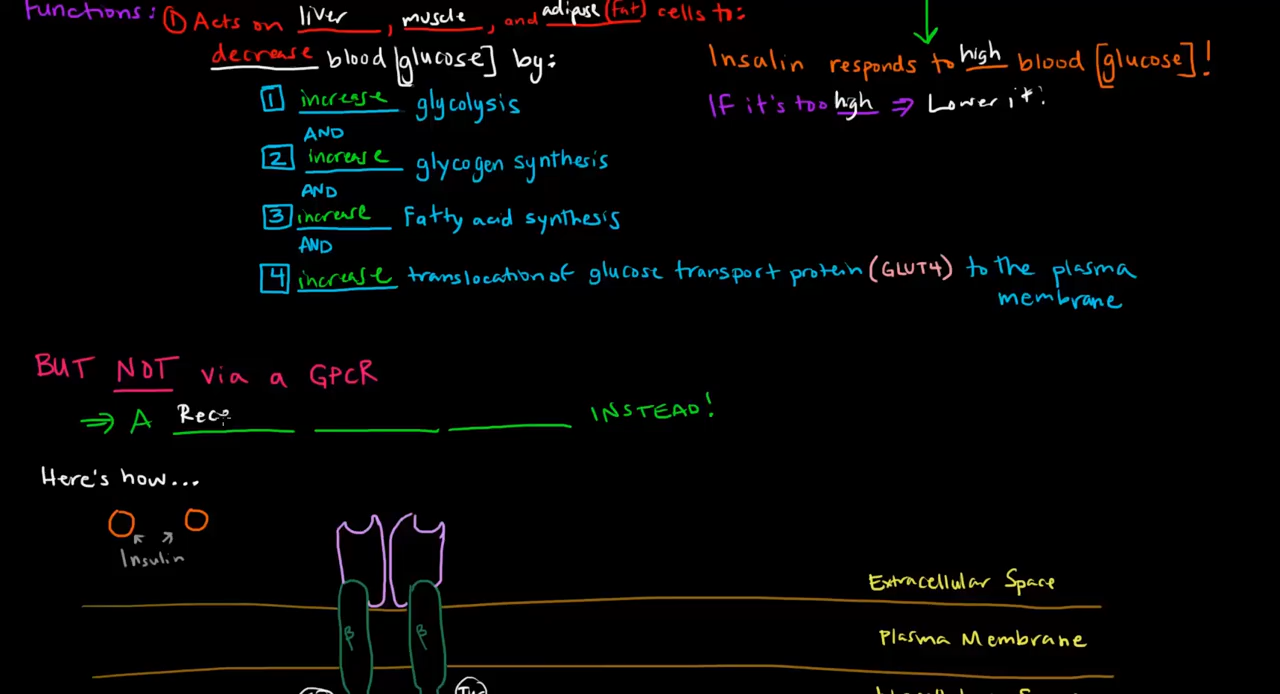 Functions: ① Acts on liver, muscle, and adipose (Fat) cells to:
decrease blood [glucose] by:
1 increase glycolysis
AND
2 increase glycogen synthesis
AND
3 increase Fatty acid synthesis
AND
4 increase translocation of glucose transport protein (GLUT4) to the plasma
membrane
Insulin responds to high blood [glucose]!
IF it's too high => Lower it!
BUT NOT via a GPCR
=> A Rece INSTEAD!
Here's how...
Insulin
Extracellular Space
β β
Plasma Membrane